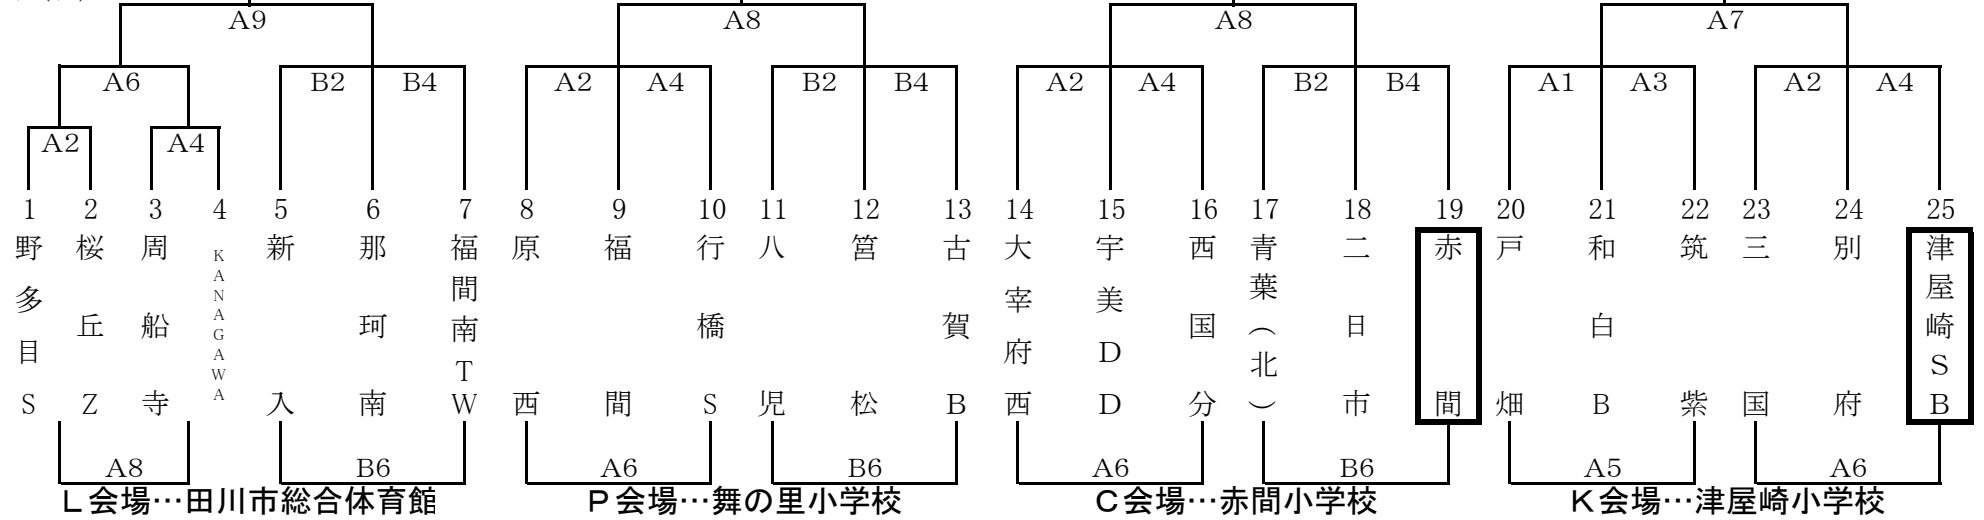 A9 A8 A8 A7
A6 B2 B4 A2 A4 B2 B4 A2 A4 B2 B4 A1 A3 A2 A4
A2 A4
1 2 3 4 5 6 7 8 9 10 11 12 13 14 15 16 17 18 19 20 21 22 23 24 25
野多目S
桜丘Z
周船寺
KANAGAWA
新入
那珂南
福間南TW
原西
福間
行橋S
八児
筥松
古賀B
大宰府西
宇美DD
西国分
青葉(北)
二日市
赤間
戸畑
和白B
筑紫
三国
別府
津屋崎SB
A8 B6 A6 B6 A6 B6 A5 A6
L会場…田川市総合体育館 P会場…舞の里小学校 C会場…赤間小学校 K会場…津屋崎小学校